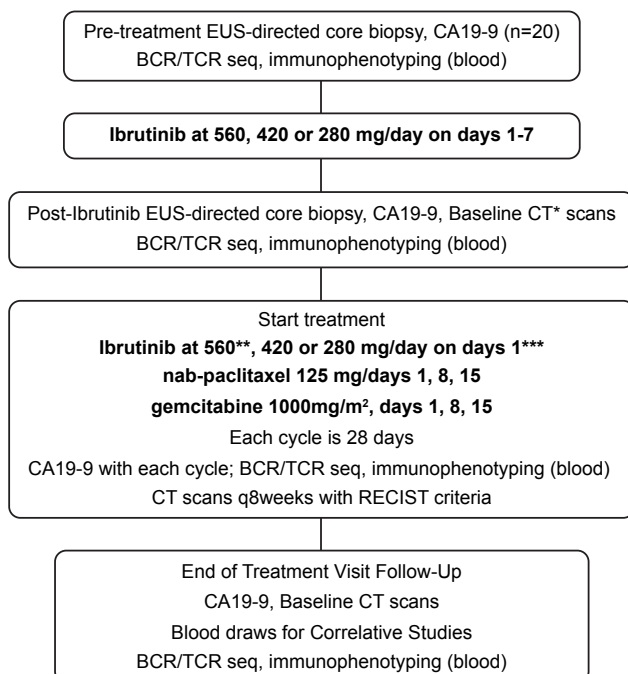 Pre-treatment EUS-directed core biopsy, CA19-9 (n=20)
BCR/TCR seq, immunophenotyping (blood)
Ibrutinib at 560, 420 or 280 mg/day on days 1-7
Post-Ibrutinib EUS-directed core biopsy, CA19-9, Baseline CT* scans
BCR/TCR seq, immunophenotyping (blood)
Start treatment
Ibrutinib at 560**, 420 or 280 mg/day on days 1***
nab-paclitaxel 125 mg/days 1, 8, 15
gemcitabine 1000mg/m², days 1, 8, 15
Each cycle is 28 days
CA19-9 with each cycle; BCR/TCR seq, immunophenotyping (blood)
CT scans q8weeks with RECIST criteria
End of Treatment Visit Follow-Up
CA19-9, Baseline CT scans
Blood draws for Correlative Studies
BCR/TCR seq, immunophenotyping (blood)